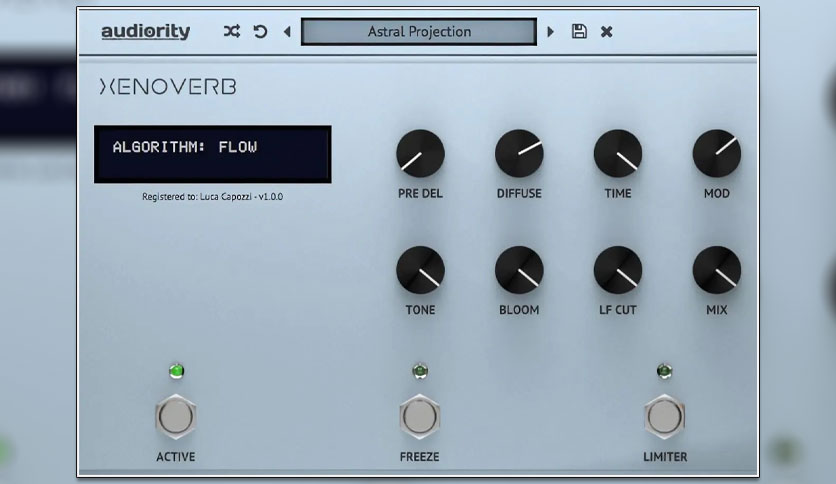 audiority
Astral Projection
XENOVERB
ALGORITHM: FLOW
Registered to: Luca Capozzi - v1.0.0
PRE DEL
DIFFUSE
TIME
MOD
TONE
BLOOM
LF CUT
MIX
ACTIVE
FREEZE
LIMITER